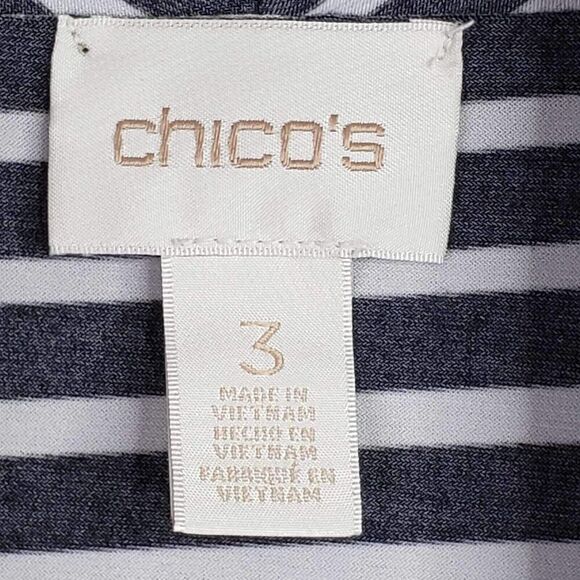 chico's
3
MADE IN
VIETNAM
HECHO EN
VIETNAM
FABRIQUÉ EN
VIETNAM